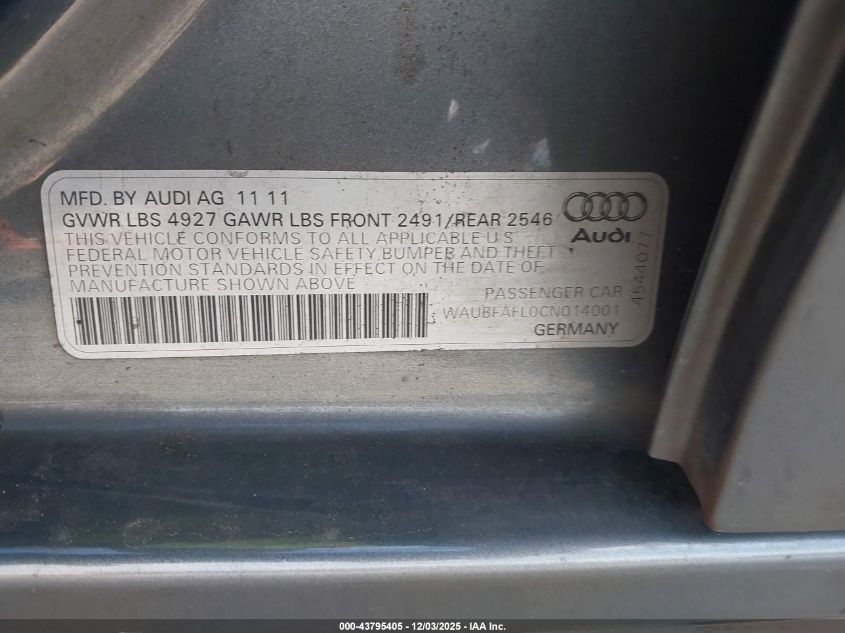 MFD. BY AUDI AG 11 11
GVWR LBS 4927 GAWR LBS FRONT 2491/REAR 2546
THIS VEHICLE CONFORMS TO ALL APPLICABLE U S
FEDERAL MOTOR VEHICLE SAFETY,BUMPER AND THEFT
PREVENTION STANDARDS IN EFFECT ON THE DATE OF
MANUFACTURE SHOWN ABOVE
Audi
PASSENGER CAR
WAUBFAFL0CN014001
GERMANY
4544077
000-43795405 - 12/03/2025 - IAA Inc.